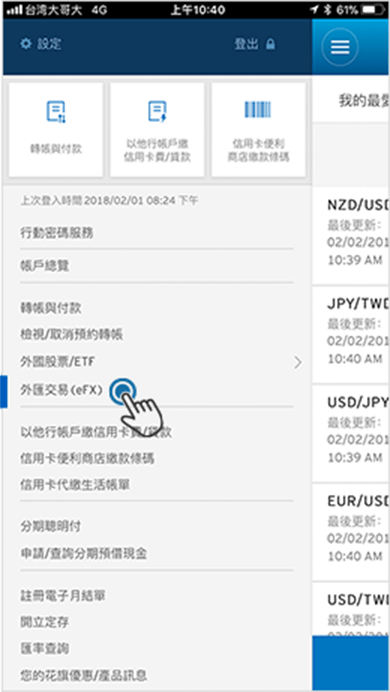 台湾大哥大 4G 上午10:40 61%
設定 登出
轉帳與付款
以他行帳戶繳
信用卡費/貸款
信用卡便利
商店繳款條碼
我的最愛
上次登入時間 2018/02/01 08:24 下午
行動密碼服務
帳戶總覽
轉帳與付款
檢視/取消預約轉帳
外國股票/ETF
外匯交易(eFX)
以他行帳戶繳信用卡費/貸款
信用卡便利商店繳款條碼
信用卡代繳生活帳單
分期聰明付
申請/查詢分期預借現金
註冊電子月結單
開立定存
匯率查詢
您的花旗優惠/產品訊息
NZD/USD
最後更新:
02/02/201
10:39 AM
JPY/TWD
最後更新:
02/02/201
10:40 AM
USD/JPY
最後更新:
02/02/201
10:39 AM
EUR/USD
最後更新:
02/02/201
10:40 AM
USD/TW
最後更新: